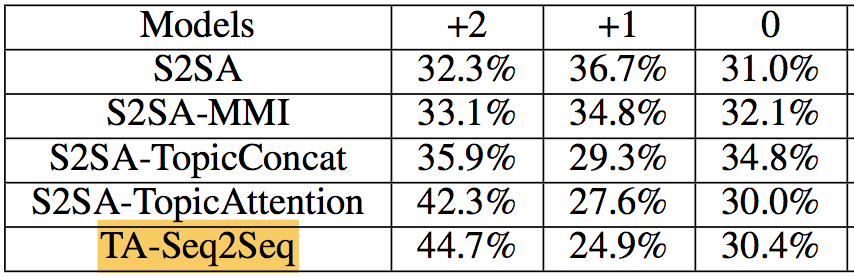 Models +2 +1 0
S2SA 32.3% 36.7% 31.0%
S2SA-MMI 33.1% 34.8% 32.1%
S2SA-TopicConcat 35.9% 29.3% 34.8%
S2SA-TopicAttention 42.3% 27.6% 30.0%
TA-Seq2Seq 44.7% 24.9% 30.4%